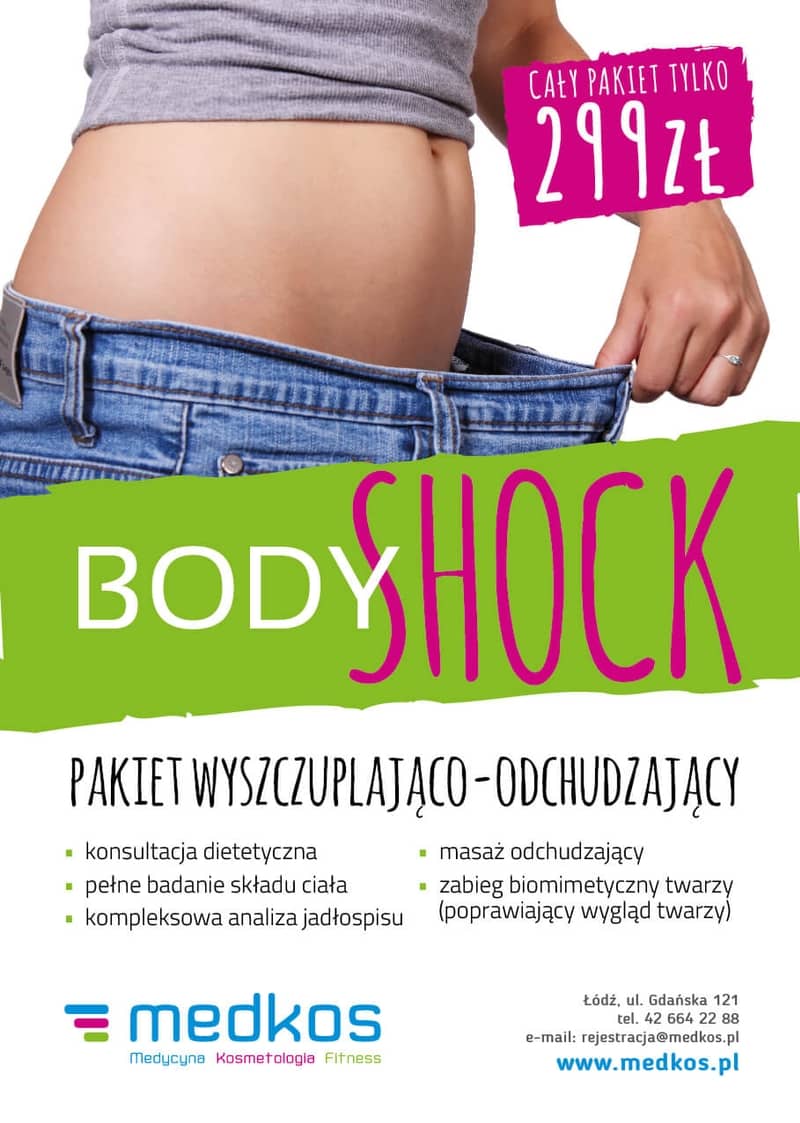 CAŁY PAKIET TYLKO
299ZŁ
BODY SHOCK
PAKIET WYSZCZUPLAJĄCO-ODCHUDZAJĄCY
▪ konsultacja dietetyczna
▪ pełne badanie składu ciała
▪ kompleksowa analiza jadłospisu
▪ masaż odchudzający
▪ zabieg biomimetyczny twarzy
(poprawiający wygląd twarzy)
medkos
Medycyna Kosmetologia Fitness
Łódź, ul. Gdańska 121
tel. 42 664 22 88
e-mail: rejestracja@medkos.pl
www.medkos.pl